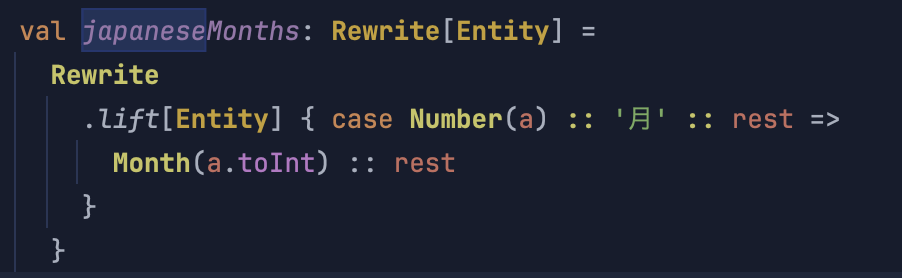 val japaneseMonths: Rewrite[Entity] =
Rewrite
.lift[Entity] { case Number(a) :: '月' :: rest =>
Month(a.toInt) :: rest
}
}